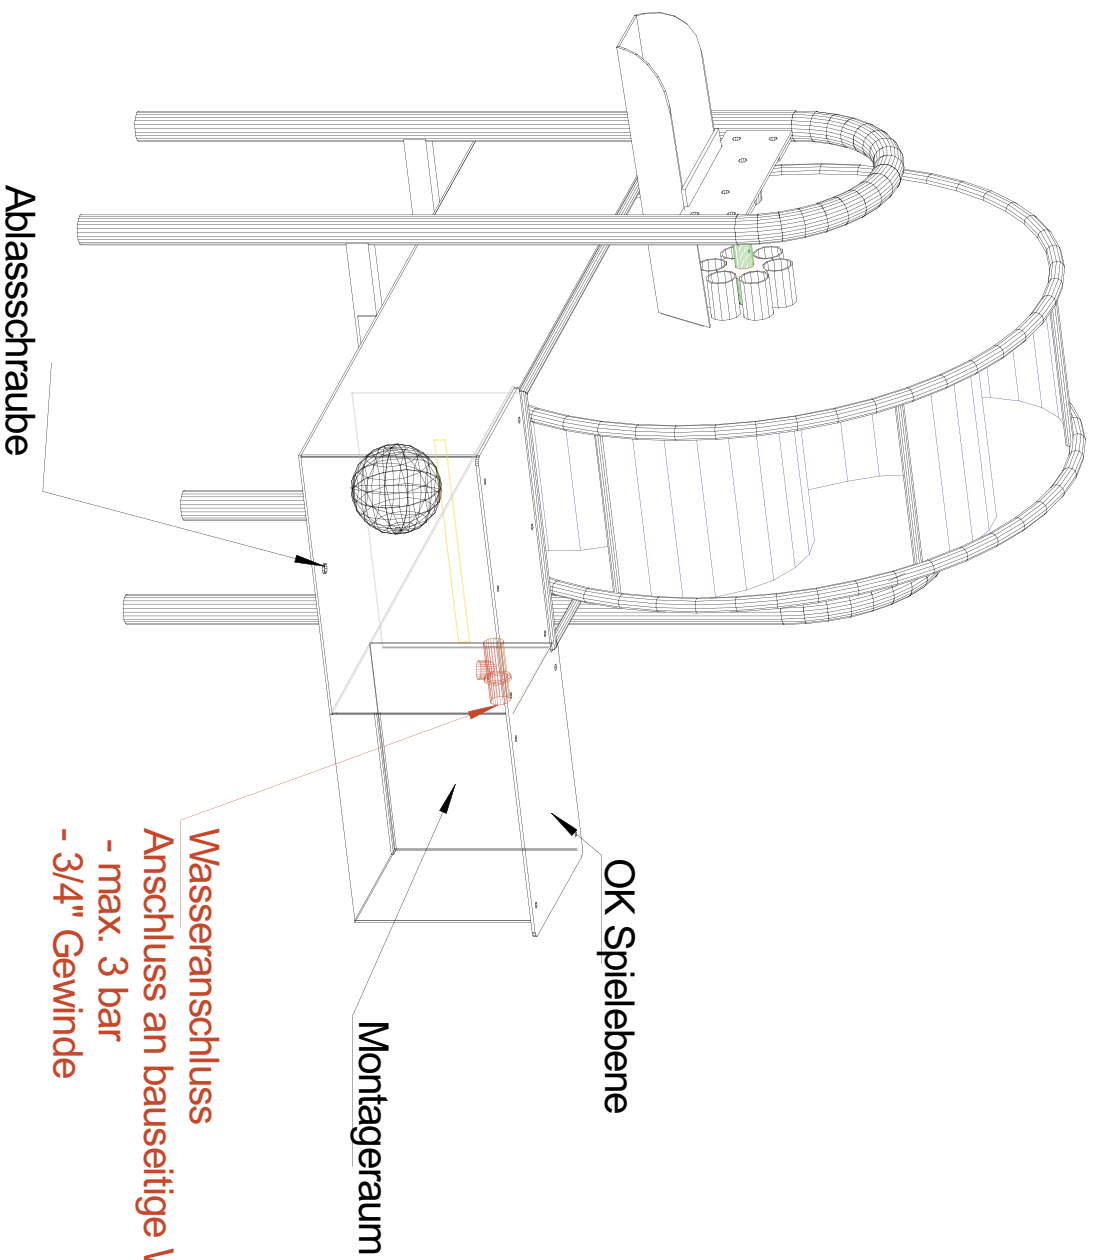 OK Spielebene
Montageraum
Wasseranschluss
Anschluss an bauseitige
- max. 3 bar
- 3/4" Gewinde
Ablassschraube